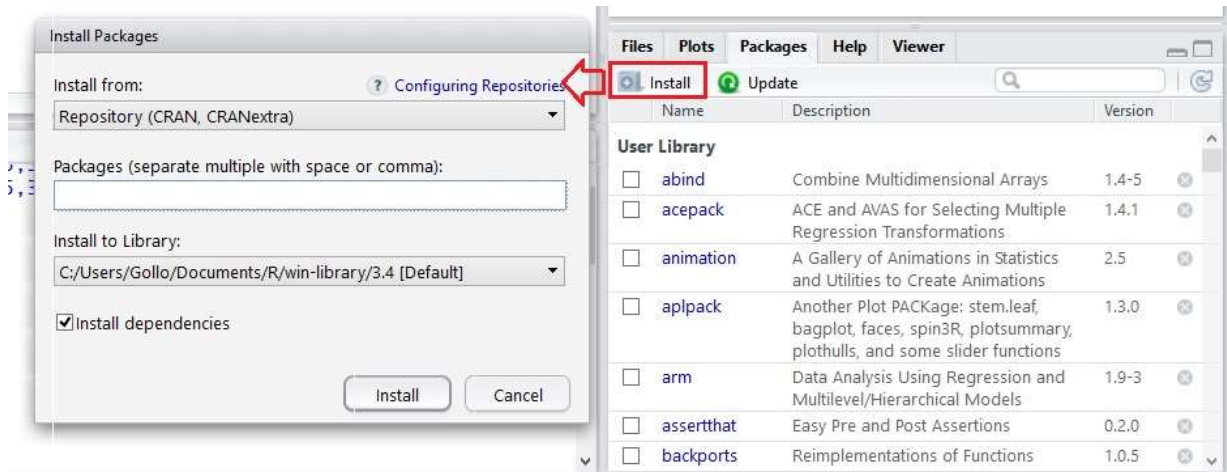 Install Packages
Install from:
? Configuring Repositories
Repository (CRAN, CRANextra)
Packages (separate multiple with space or comma):
Install to Library:
C:/Users/Gollo/Documents/R/win-library/3.4 [Default]
Install dependencies
Install Cancel
Files Plots Packages Help Viewer
Install Update
Name Description Version
User Library
abind Combine Multidimensional Arrays 1.4-5
acepack ACE and AVAS for Selecting Multiple 1.4.1
Regression Transformations
animation A Gallery of Animations in Statistics 2.5
and Utilities to Create Animations
aplpack Another Plot PACKage: stem.leaf, 1.3.0
bagplot, faces, spin3R, plotsummary,
plothulls, and some slider functions
arm Data Analysis Using Regression and 1.9-3
Multilevel/Hierarchical Models
assertthat Easy Pre and Post Assertions 0.2.0
backports Reimplementations of Functions 1.0.5